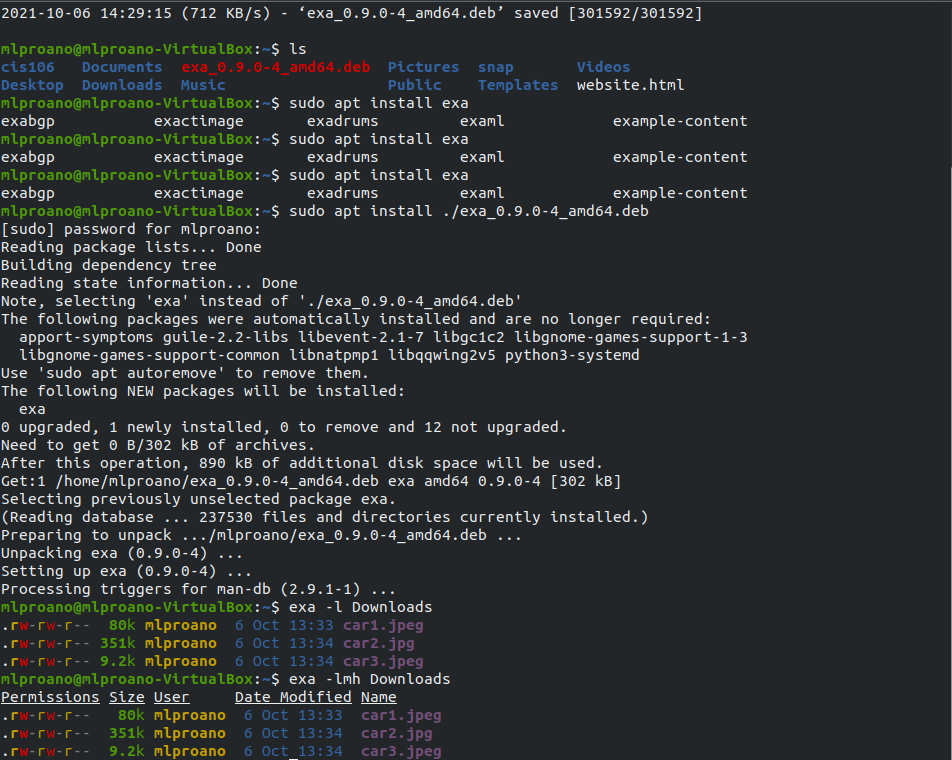 2021-10-06 14:29:15 (712 KB/s) - ‘exa_0.9.0-4_amd64.deb’ saved [301592/301592]
mlproano@mlproano-VirtualBox:~$ ls
cis106 Documents exa_0.9.0-4_amd64.deb Pictures snap Videos
Desktop Downloads Music Public Templates website.html
mlproano@mlproano-VirtualBox:~$ sudo apt install exa
exabgp exactimage exadrums examl example-content
mlproano@mlproano-VirtualBox:~$ sudo apt install exa
exabgp exactimage exadrums examl example-content
mlproano@mlproano-VirtualBox:~$ sudo apt install exa
exabgp exactimage exadrums examl example-content
mlproano@mlproano-VirtualBox:~$ sudo apt install ./exa_0.9.0-4_amd64.deb
[sudo] password for mlproano:
Reading package lists... Done
Building dependency tree
Reading state information... Done
Note, selecting 'exa' instead of './exa_0.9.0-4_amd64.deb'
The following packages were automatically installed and are no longer required:
apport-symptoms guile-2.2-libs libevent-2.1-7 libgc1c2 libgnome-games-support-1-3
libgnome-games-support-common libnatpmp1 libqqwing2v5 python3-systemd
Use 'sudo apt autoremove' to remove them.
The following NEW packages will be installed:
exa
0 upgraded, 1 newly installed, 0 to remove and 12 not upgraded.
Need to get 0 B/302 kB of archives.
After this operation, 890 kB of additional disk space will be used.
Get:1 /home/mlproano/exa_0.9.0-4_amd64.deb exa amd64 0.9.0-4 [302 kB]
Selecting previously unselected package exa.
(Reading database ... 237530 files and directories currently installed.)
Preparing to unpack .../mlproano/exa_0.9.0-4_amd64.deb ...
Unpacking exa (0.9.0-4) ...
Setting up exa (0.9.0-4) ...
Processing triggers for man-db (2.9.1-1) ...
mlproano@mlproano-VirtualBox:~$ exa -l Downloads
.rw-rw-r-- 80k mlproano 6 Oct 13:33 car1.jpeg
.rw-rw-r-- 351k mlproano 6 Oct 13:34 car2.jpg
.rw-rw-r-- 9.2k mlproano 6 Oct 13:34 car3.jpeg
mlproano@mlproano-VirtualBox:~$ exa -lmh Downloads
Permissions Size User Date Modified Name
.rw-rw-r-- 80k mlproano 6 Oct 13:33 car1.jpeg
.rw-rw-r-- 351k mlproano 6 Oct 13:34 car2.jpg
.rw-rw-r-- 9.2k mlproano 6 Oct 13:34 car3.jpeg